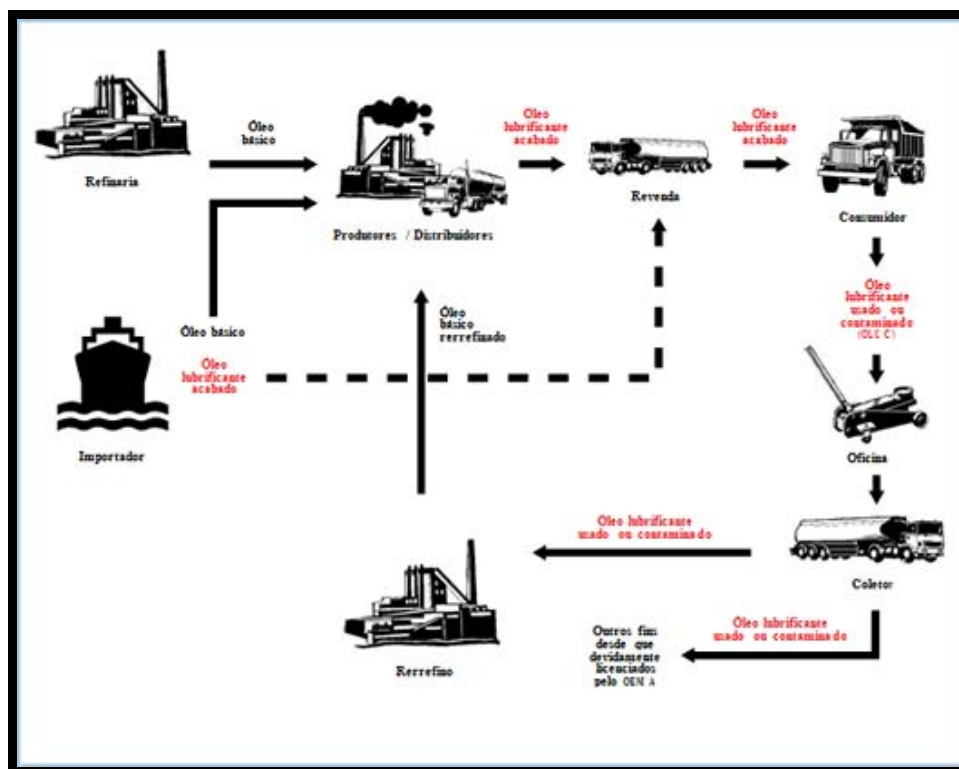 Óleo
básico
Refinaria
Produtores / Distribuidores
Óleo
lubrificante
acabado
Revenda
Óleo
lubrificante
acabado
Consumidor
Óleo básico
Óleo
lubrificante
acabado
Importador
Óleo
básico
rerrefinado
Óleo
lubrificante
usado ou
contaminado
Oficina
Óleo lubrificante
usado ou contaminado
Coletor
Rerrefino
Óleo lubrificante
usado ou contaminado
Outros fins
desde que
devidamente
licenciados
pelo